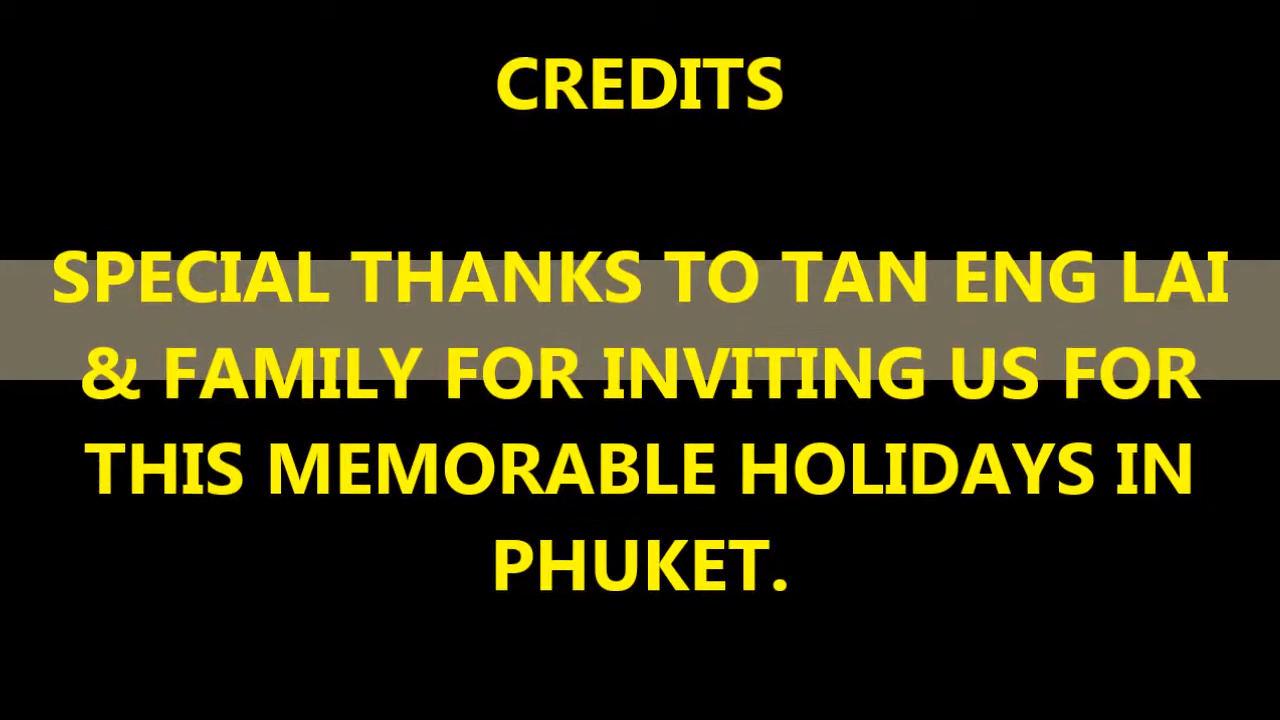 CREDITS
SPECIAL THANKS TO TAN ENG LAI
& FAMILY FOR INVITING US FOR
THIS MEMORABLE HOLIDAYS IN
PHUKET.